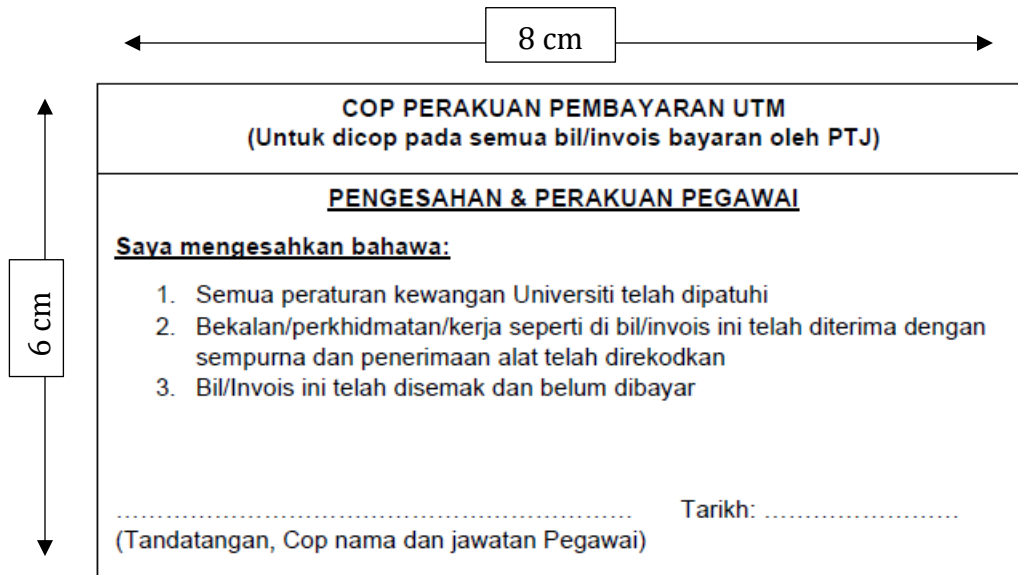 8 cm
6 cm
COP PERAKUAN PEMBAYARAN UTM
(Untuk dicop pada semua bil/invois bayaran oleh PTJ)
PENGESAHAN & PERAKUAN PEGAWAI
Saya mengesahkan bahawa:
1. Semua peraturan kewangan Universiti telah dipatuhi
2. Bekalan/perkhidmatan/kerja seperti di bil/invois ini telah diterima dengan
sempurna dan penerimaan alat telah direkodkan
3. Bil/Invois ini telah disemak dan belum dibayar
…………………………………………………………… Tarikh: ……………………
(Tandatangan, Cop nama dan jawatan Pegawai)